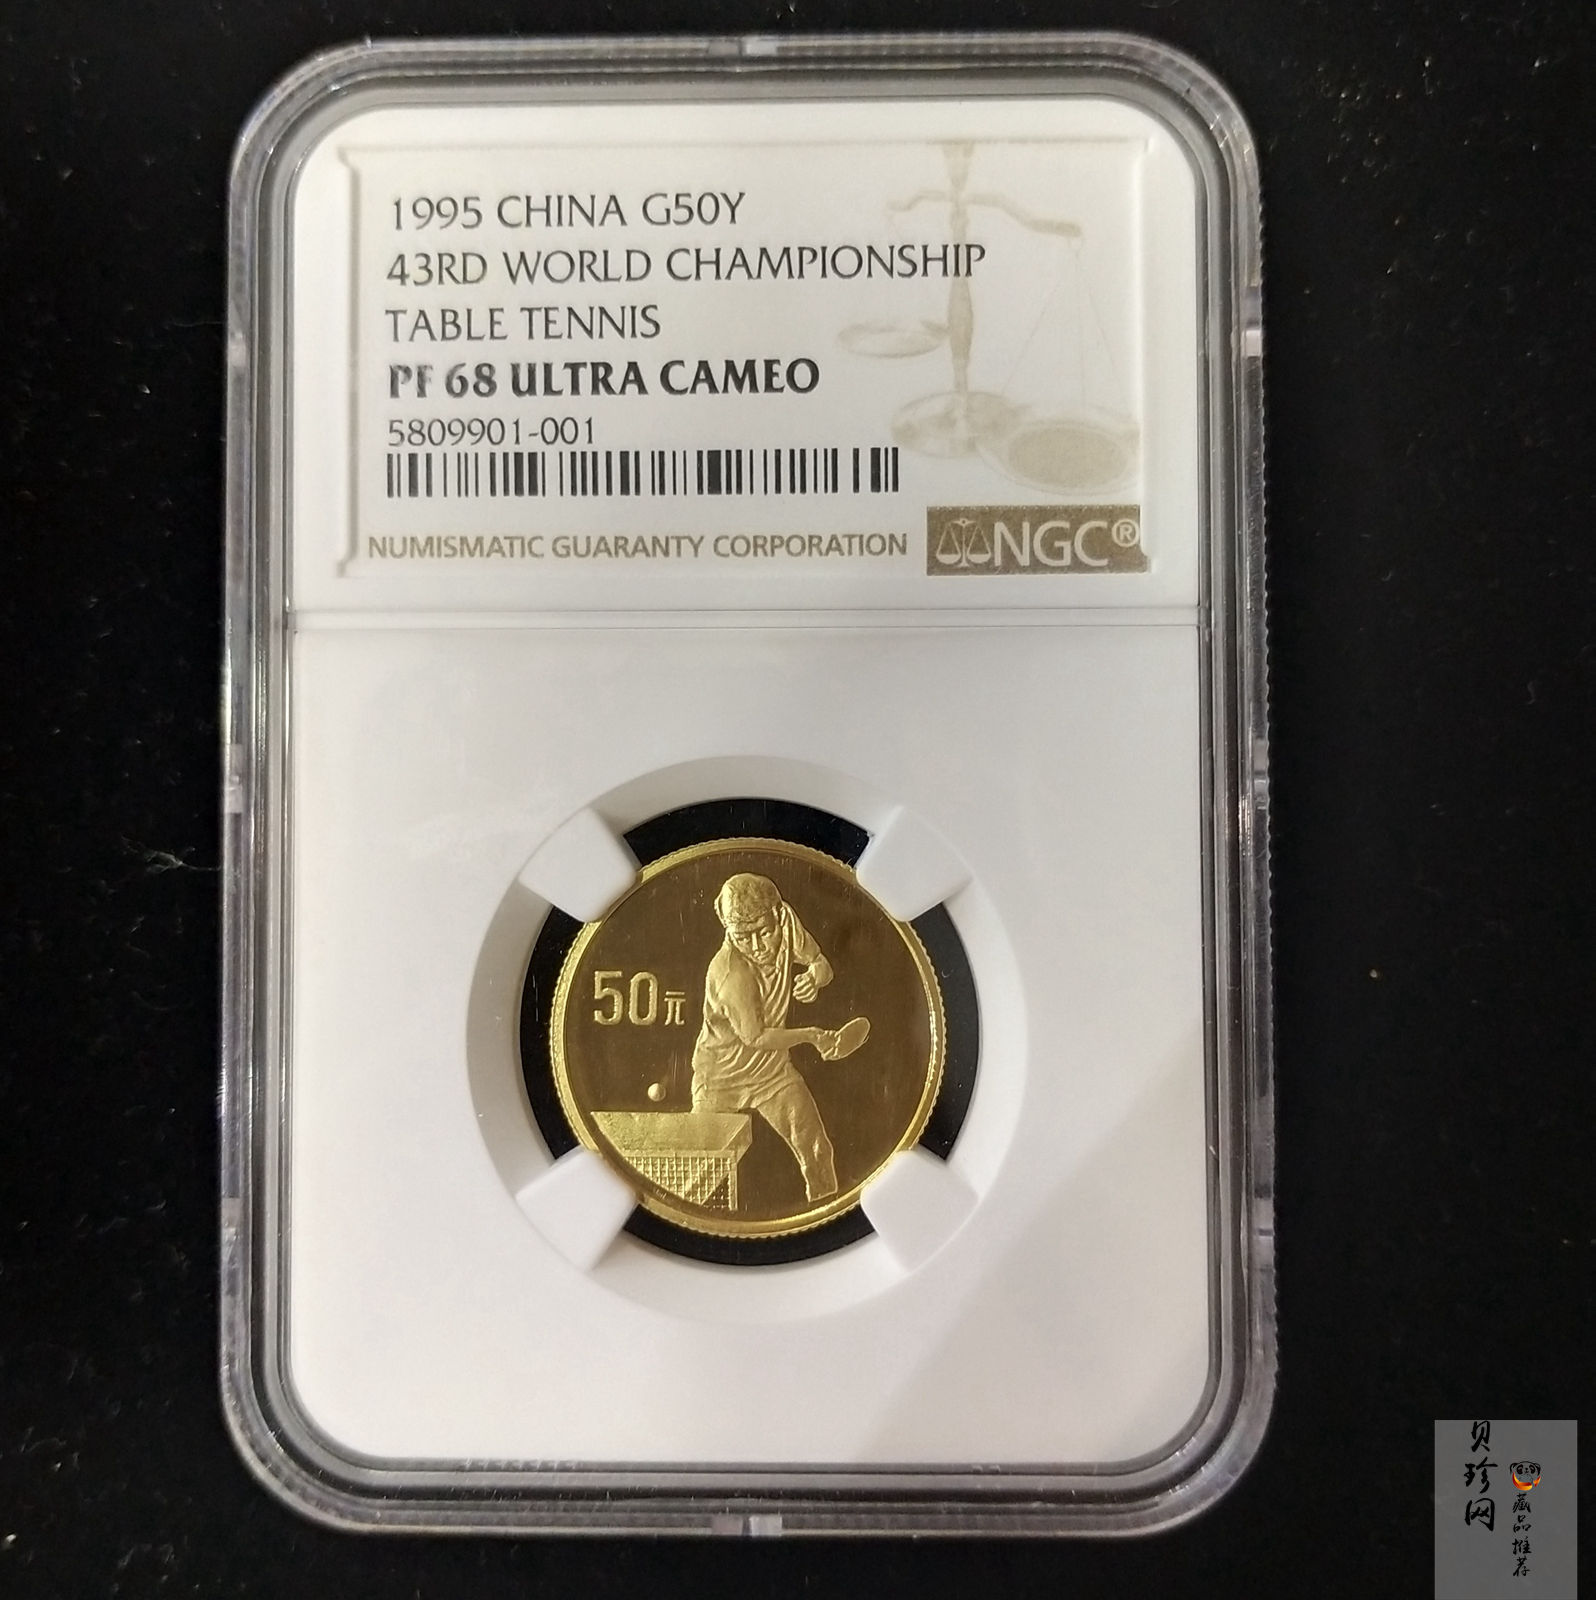 1995 CHINA G50Y
43RD WORLD CHAMPIONSHIP
TABLE TENNIS
PF 68 ULTRA CAMEO
5809901-001
NUMISMATIC GUARANTY CORPORATION
NGC®
50元
贝珍网
藏品推荐